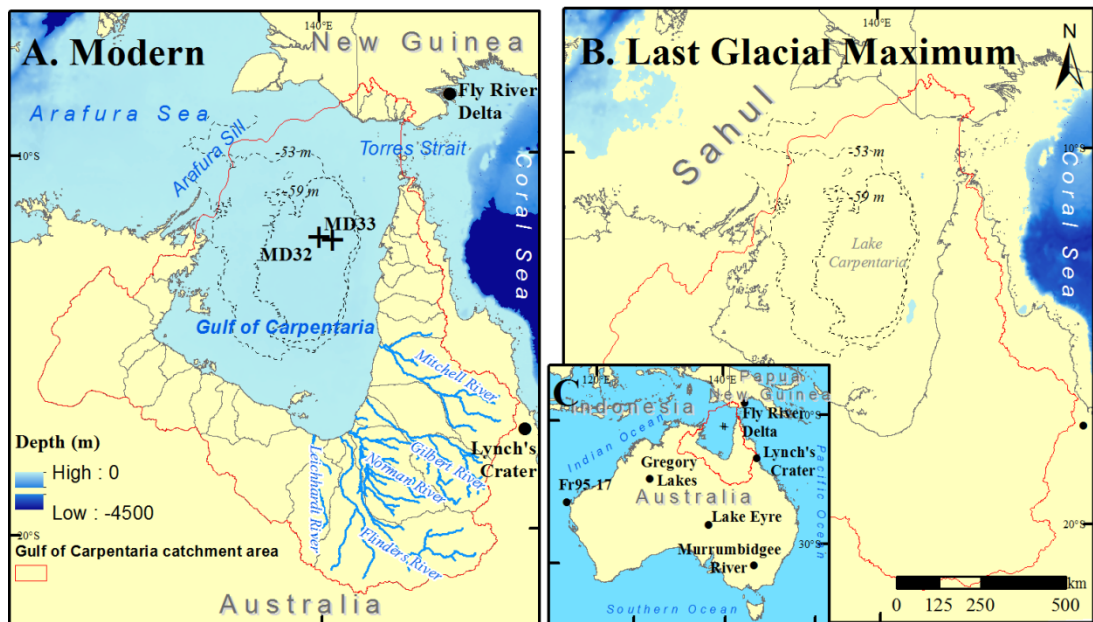 140°E
A. Modern
New Guinea
Fly River
Delta
Arafura Sea
Arafura Sill
Torres Strait
10°S
-53 m
-59 m
Coral Sea
MD33
MD32
Gulf of Carpentaria
Mitchell River
Gilbert River
Norman River
Leichhardt River
Flinders River
Lynch's
Crater
Depth (m)
High : 0
Low : -4500
20°S
Gulf of Carpentaria catchment area
Australia
140°E
B. Last Glacial Maximum
N
Sahul
10°S
-53 m
-59 m
Coral Sea
Lake
Carpentaria
20°S
km
0 125 250 500
C
120°E
140°E
Papua
New Guinea
Indonesia
10°S
Fly River
Delta
Indian Ocean
Lynch's
Crater
Gregory
Lakes
Fr95-17
Australia
Pacific Ocean
Lake Eyre
30°S
Murrumbidgee
River
Southern Ocean